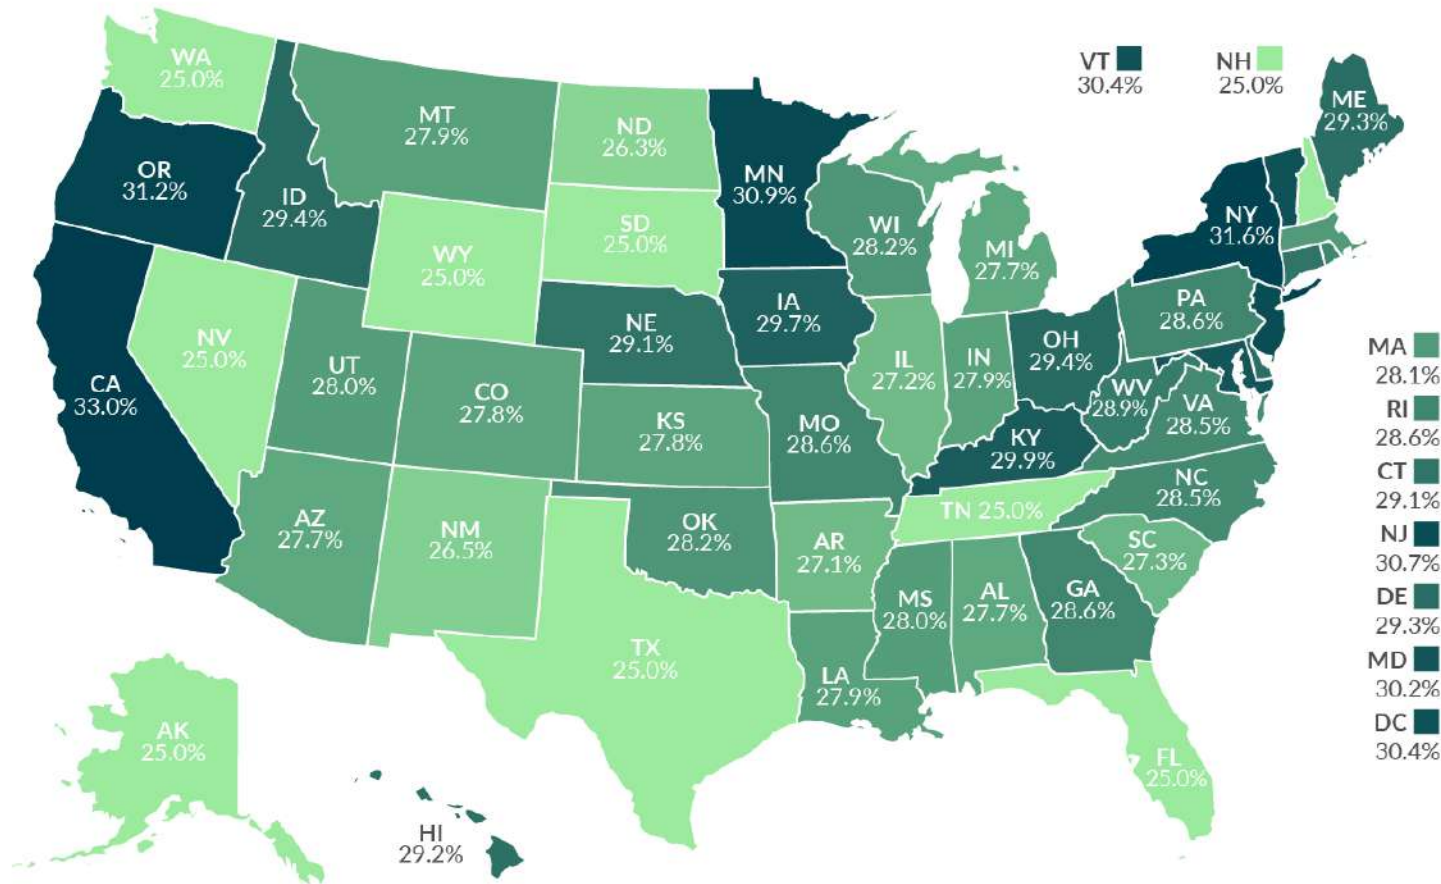 VT
30.4%
NH
25.0%
WA
25.0%
MT
27.9%
ND
26.3%
MN
30.9%
ME
29.3%
OR
31.2%
ID
29.4%
WY
25.0%
SD
25.0%
WI
28.2%
MI
27.7%
NY
31.6%
NV
25.0%
UT
28.0%
NE
29.1%
IA
29.7%
IL
27.2%
IN
27.9%
OH
29.4%
PA
28.6%
CA
33.0%
CO
27.8%
KS
27.8%
MO
28.6%
KY
29.9%
WV
28.9%
VA
28.5%
MA
28.1%
RI
28.6%
CT
29.1%
NJ
30.7%
DE
29.3%
MD
30.2%
DC
30.4%
AZ
27.7%
NM
26.5%
OK
28.2%
AR
27.1%
TN 25.0%
NC
28.5%
SC
27.3%
MS
28.0%
AL
27.7%
GA
28.6%
TX
25.0%
LA
27.9%
FL
25.0%
AK
25.0%
HI
29.2%